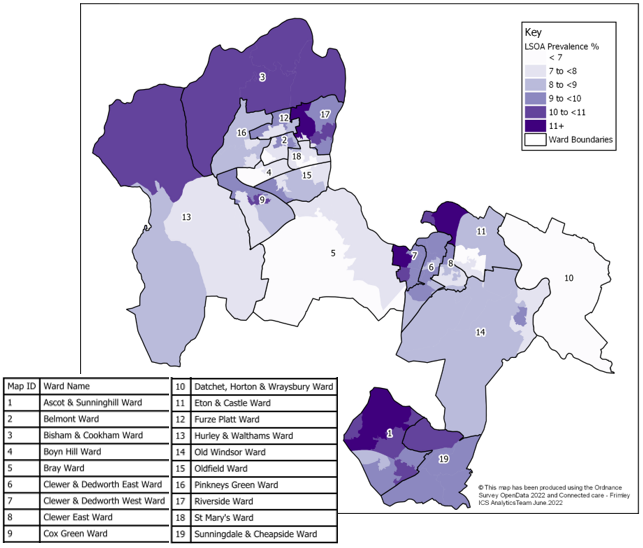 Key
LSOA Prevalence %
< 7
7 to <8
8 to <9
9 to <10
10 to <11
11+
Ward Boundaries
3
12
17
16
2
18
4
15
9
13
5
7
6
8
11
10
14
1
19
Map ID Ward Name
1 Ascot & Sunninghill Ward
2 Belmont Ward
3 Bisham & Cookham Ward
4 Boyn Hill Ward
5 Bray Ward
6 Clewer & Dedworth East Ward
7 Clewer & Dedworth West Ward
8 Clewer East Ward
9 Cox Green Ward
10 Datchet, Horton & Wraysbury Ward
11 Eton & Castle Ward
12 Furze Platt Ward
13 Hurley & Walthams Ward
14 Old Windsor Ward
15 Oldfield Ward
16 Pinkneys Green Ward
17 Riverside Ward
18 St Mary's Ward
19 Sunningdale & Cheapside Ward
© This map has been produced using the Ordnance
Survey OpenData 2022 and Connected care - Frimley
ICS AnalyticsTeam June 2022